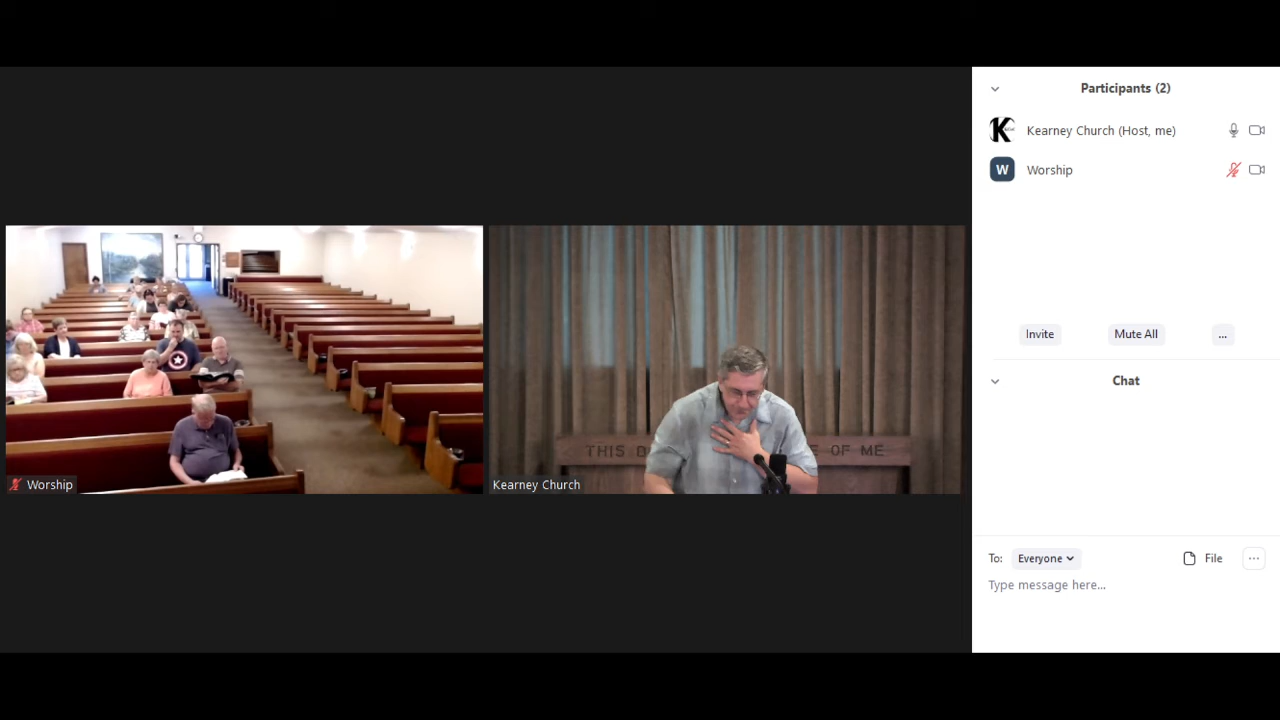 Participants (2)
K
Kearney Church (Host, me)
W
Worship
Invite
Mute All
...
Chat
THIS D
E OF ME
Worship
Kearney Church
To:
Everyone
File
...
Type message here...